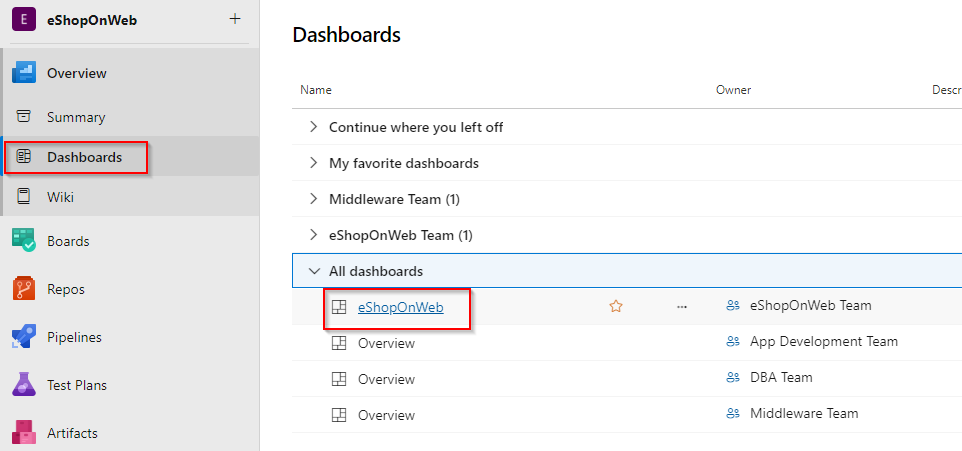 E eShopOnWeb +
Overview
Summary
Dashboards
Wiki
Boards
Repos
Pipelines
Test Plans
Artifacts
Dashboards
Name Owner Descr
Continue where you left off
My favorite dashboards
Middleware Team (1)
eShopOnWeb Team (1)
All dashboards
eShopOnWeb ... eShopOnWeb Team
Overview App Development Team
Overview DBA Team
Overview Middleware Team